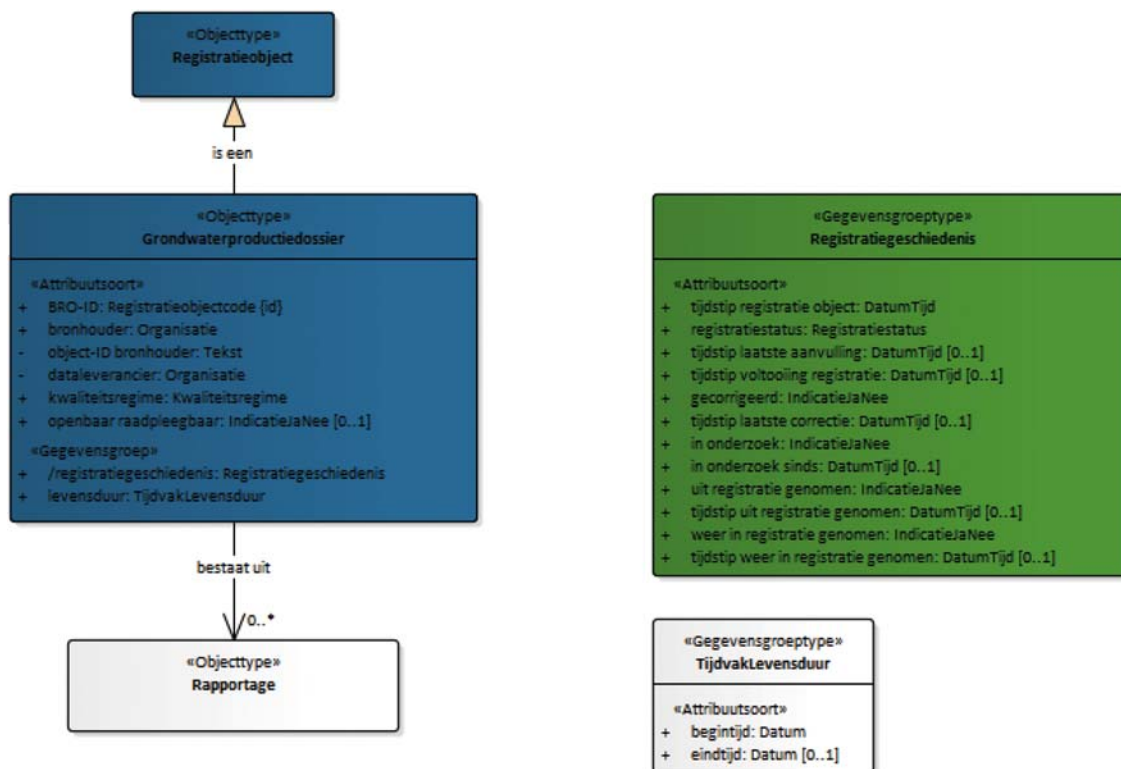 «Objecttype»
Registratieobject
is een
«Objecttype»
Grondwaterproductiedossier
«Attribuutsoort»
+ BRO-ID: Registratieobjectcode {id}
+ bronhouder: Organisatie
- object-ID bronhouder: Tekst
- dataleverancier: Organisatie
+ kwaliteitsregime: Kwaliteitsregime
+ openbaar raadpleegbaar: IndicatieJaNee [0..1]
«Gegevensgroep»
+ /registratiegeschiedenis: Registratiegeschiedenis
+ levensduur: TijdvakLevensduur
bestaat uit
0..*
«Objecttype»
Rapportage
«Gegevensgroeptype»
Registratiegeschiedenis
«Attribuutsoort»
+ tijdstip registratie object: DatumTijd
+ registratiestatus: Registratiestatus
+ tijdstip laatste aanvulling: DatumTijd [0..1]
+ tijdstip voltooiing registratie: DatumTijd [0..1]
+ gecorrigeerd: IndicatieJaNee
+ tijdstip laatste correctie: DatumTijd [0..1]
+ in onderzoek: IndicatieJaNee
+ in onderzoek sinds: DatumTijd [0..1]
+ uit registratie genomen: IndicatieJaNee
+ tijdstip uit registratie genomen: DatumTijd [0..1]
+ weer in registratie genomen: IndicatieJaNee
+ tijdstip weer in registratie genomen: DatumTijd [0..1]
«Gegevensgroeptype»
TijdvakLevensduur
«Attribuutsoort»
+ begintijd: Datum
+ eindtijd: Datum [0..1]